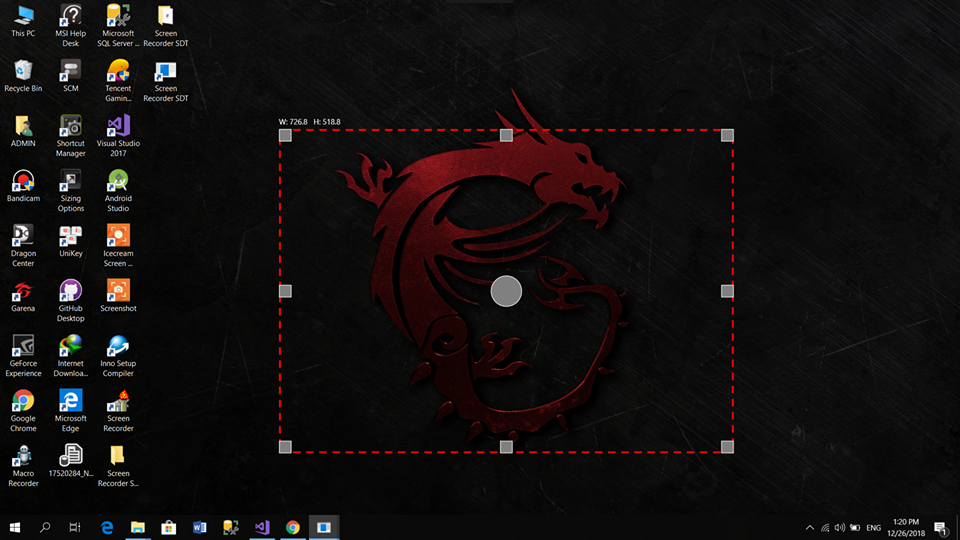 This PC
MSI Help
Desk
Microsoft
SQL Server ...
Screen
Recorder SDT
Recycle Bin
SCM
Tencent
Gamin...
Screen
Recorder SDT
ADMIN
Shortcut
Manager
Visual Studio
2017
Bandicam
Sizing
Options
Android
Studio
Dragon
Center
UniKey
Icecream
Screen ...
Garena
GitHub
Desktop
Screenshot
GeForce
Experience
Internet
Downloa...
Inno Setup
Compiler
Google
Chrome
Microsoft
Edge
Screen
Recorder
Macro
Recorder
17520284_N...
Screen
Recorder S...
W: 726.8 H: 518.8
ENG
1:20 PM
12/26/2018
1